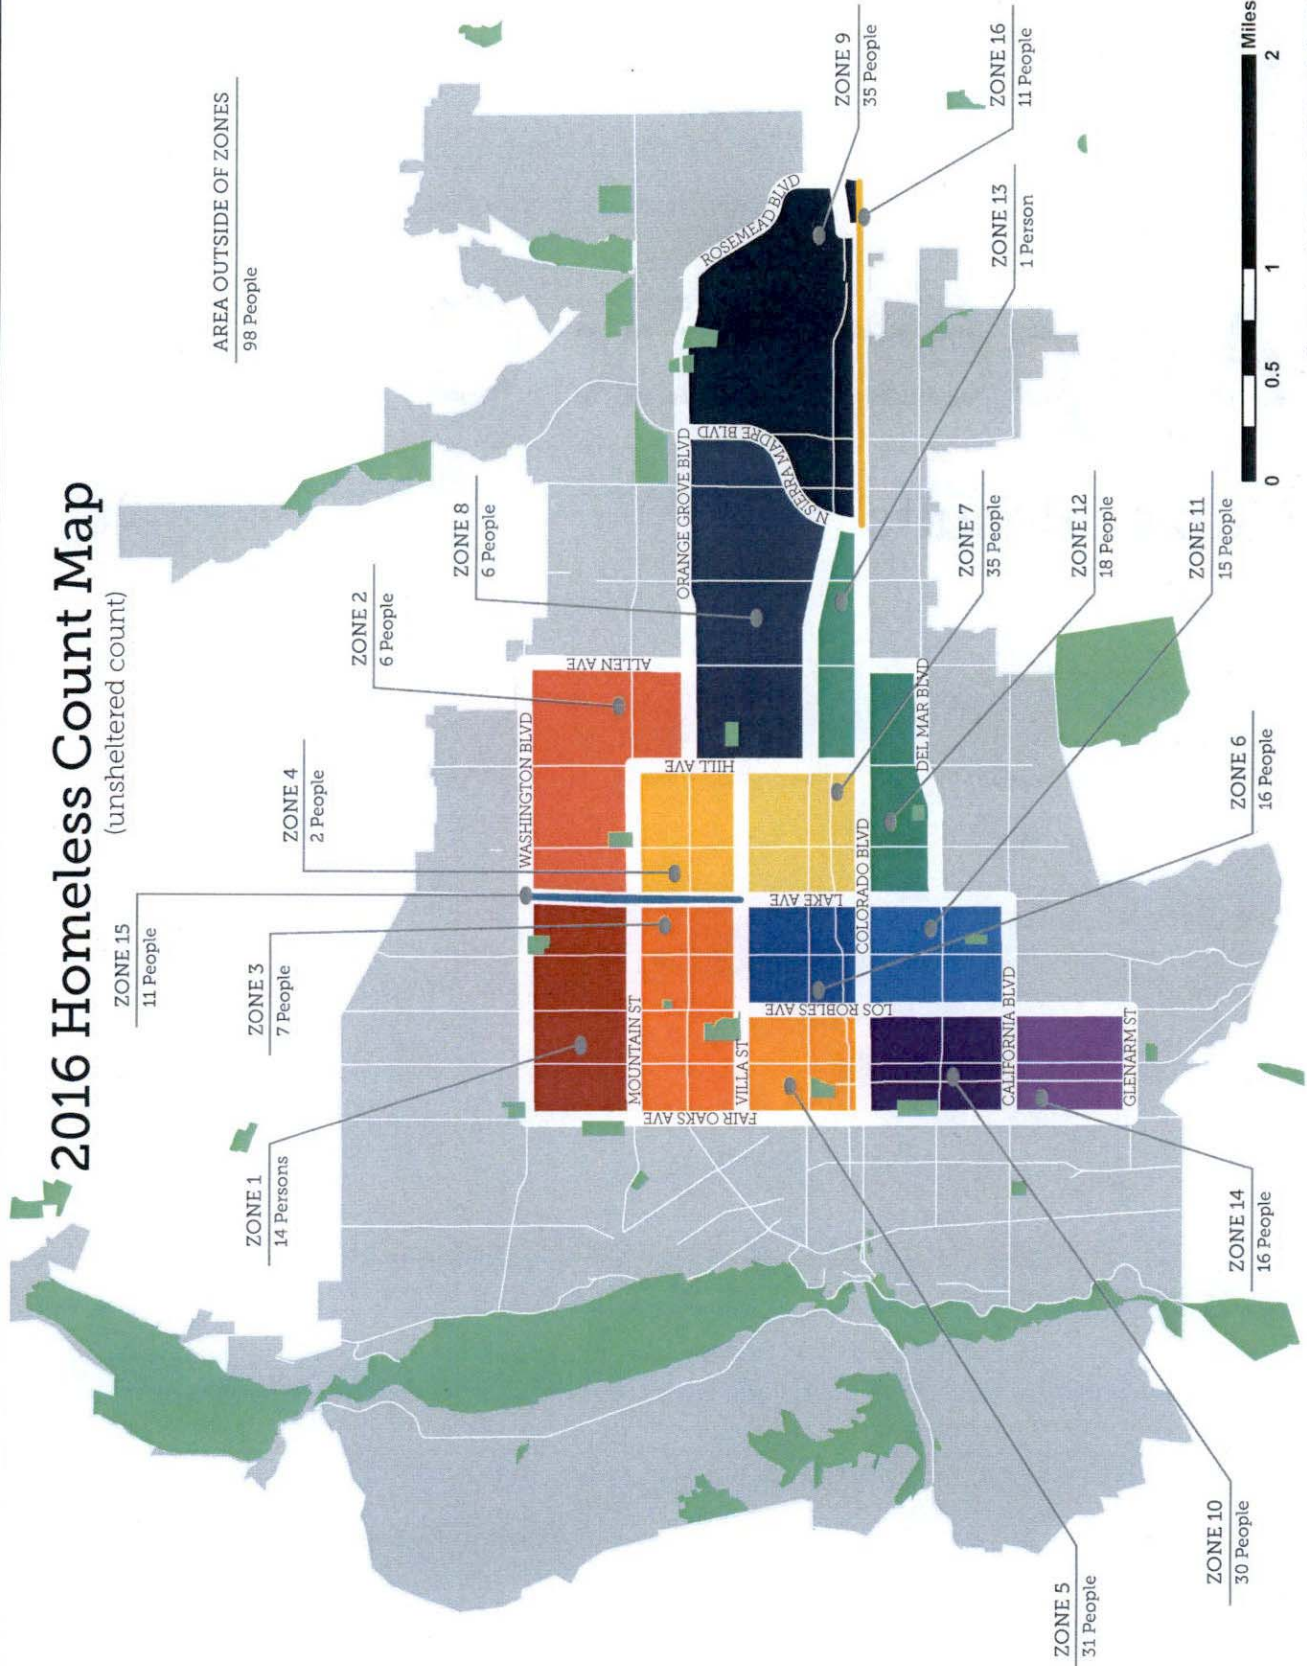 2016 Homeless Count Map
(unsheltered count)
AREA OUTSIDE OF ZONES
98 People
ZONE 15
11 People
ZONE 4
2 People
ZONE 2
6 People
ZONE 8
6 People
ZONE 3
7 People
ZONE 1
14 Persons
ZONE 9
35 People
ZONE 16
11 People
ZONE 13
1 Person
ZONE 7
35 People
ZONE 12
18 People
ZONE 11
15 People
ZONE 6
16 People
ZONE 14
16 People
ZONE 10
30 People
ZONE 5
31 People
WASHINGTON BLVD
ALLEN AVE
ORANGE GROVE BLVD
N SIERRA MADRE BLVD
ROSEMEAD BLVD
HILL AVE
MOUNTAIN ST
VILLA ST
LAKE AVE
COLORADO BLVD
DEL MAR BLVD
LOS ROBLES AVE
FAIR OAKS AVE
CALIFORNIA BLVD
GLENARM ST
0 0.5 1 2
Miles